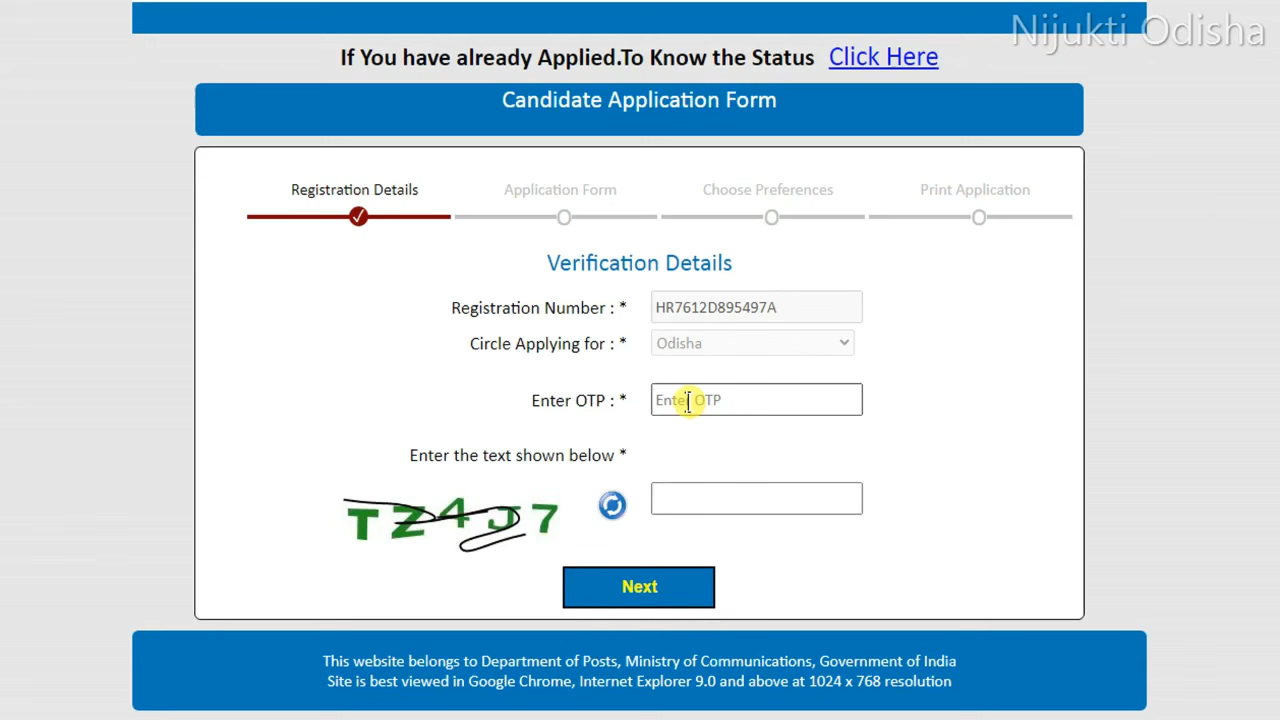 Nijukti Odisha
If You have already Applied.To Know the Status Click Here
Candidate Application Form
Registration Details Application Form Choose Preferences Print Application
Verification Details
Registration Number : * HR7612D895497A
Circle Applying for : * Odisha
Enter OTP : * Enter OTP
Enter the text shown below *
TZ4J7
Next
This website belongs to Department of Posts, Ministry of Communications, Government of India
Site is best viewed in Google Chrome, Internet Explorer 9.0 and above at 1024 x 768 resolution